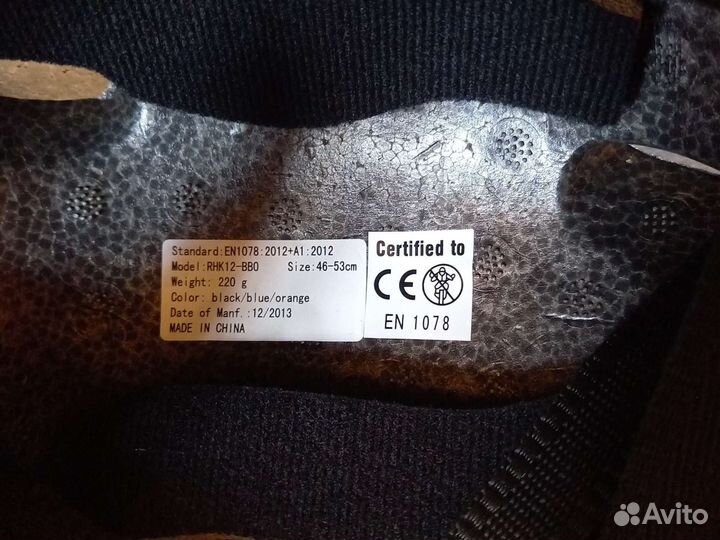 Standard:EN1078:2012+A1:2012
Model:RHK12-BBO Size:46-53cm
Weight: 220 g
Color: black/blue/orange
Date of Manf.:12/2013
MADE IN CHINA
Certified to
CE
EN 1078
Avito